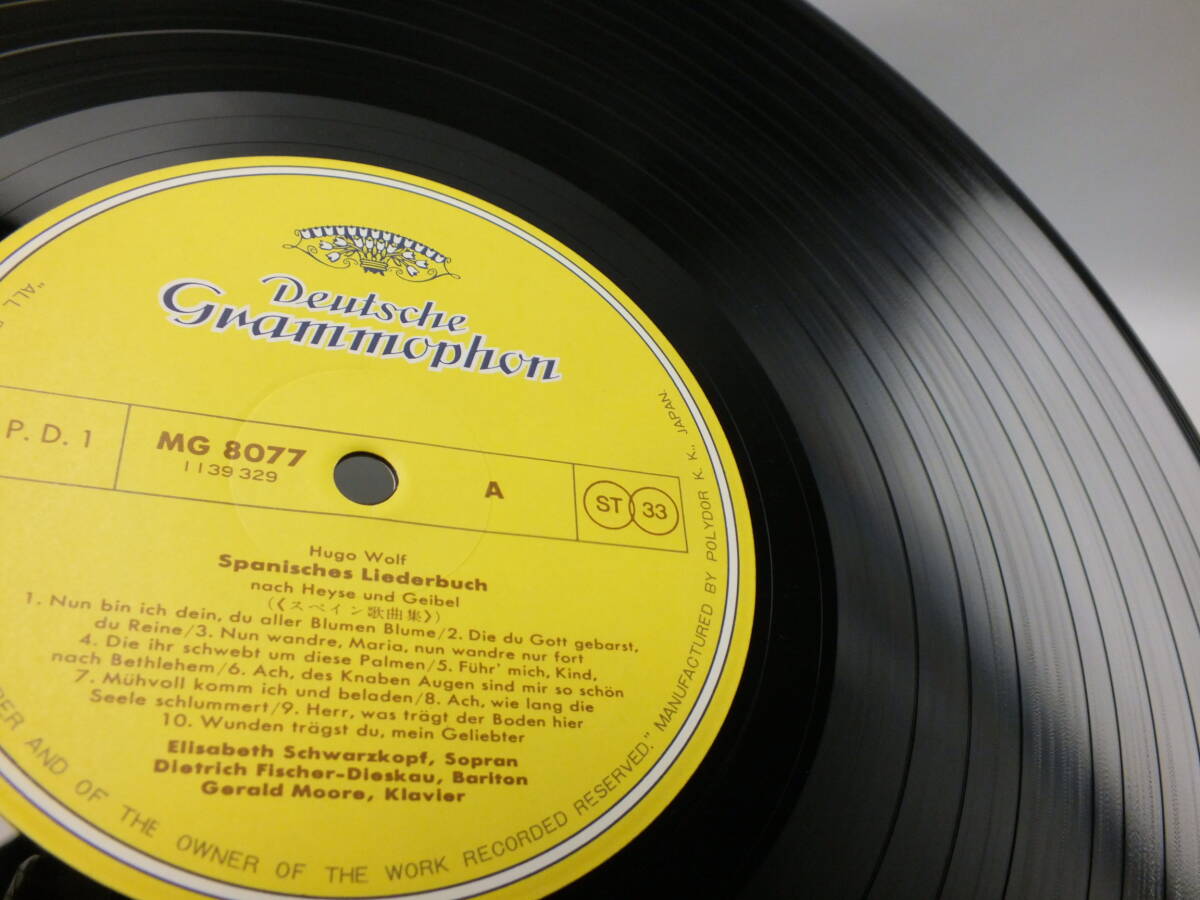 Deutsche
Grammophon
P. D. 1
MG 8077
1139 329
A
ST 33
Hugo Wolf
Spanisches Liederbuch
nach Heyse und Geibel
(《スペイン歌曲集》)
1. Nun bin ich dein, du aller Blumen Blume/2. Die du Gott gebarst,
du Reine/3. Nun wandre, Maria, nun wandre nur fort
4. Die ihr schwebt um diese Palmen/5. Führ' mich, Kind,
nach Bethlehem/6. Ach, des Knaben Augen sind mir so schön
7. Mühvoll komm ich und beladen/8. Ach, wie lang die
Seele schlummert/9. Herr, was trägt der Boden hier
10. Wunden trägst du, mein Geliebter
Elisabeth Schwarzkopf, Sopran
Dietrich Fischer-Dieskau, Bariton
Gerald Moore, Klavier
"ALL
AND OF THE OWNER OF THE WORK RECORDED RESERVED." MANUFACTURED BY POLYDOR K. K., JAPAN.